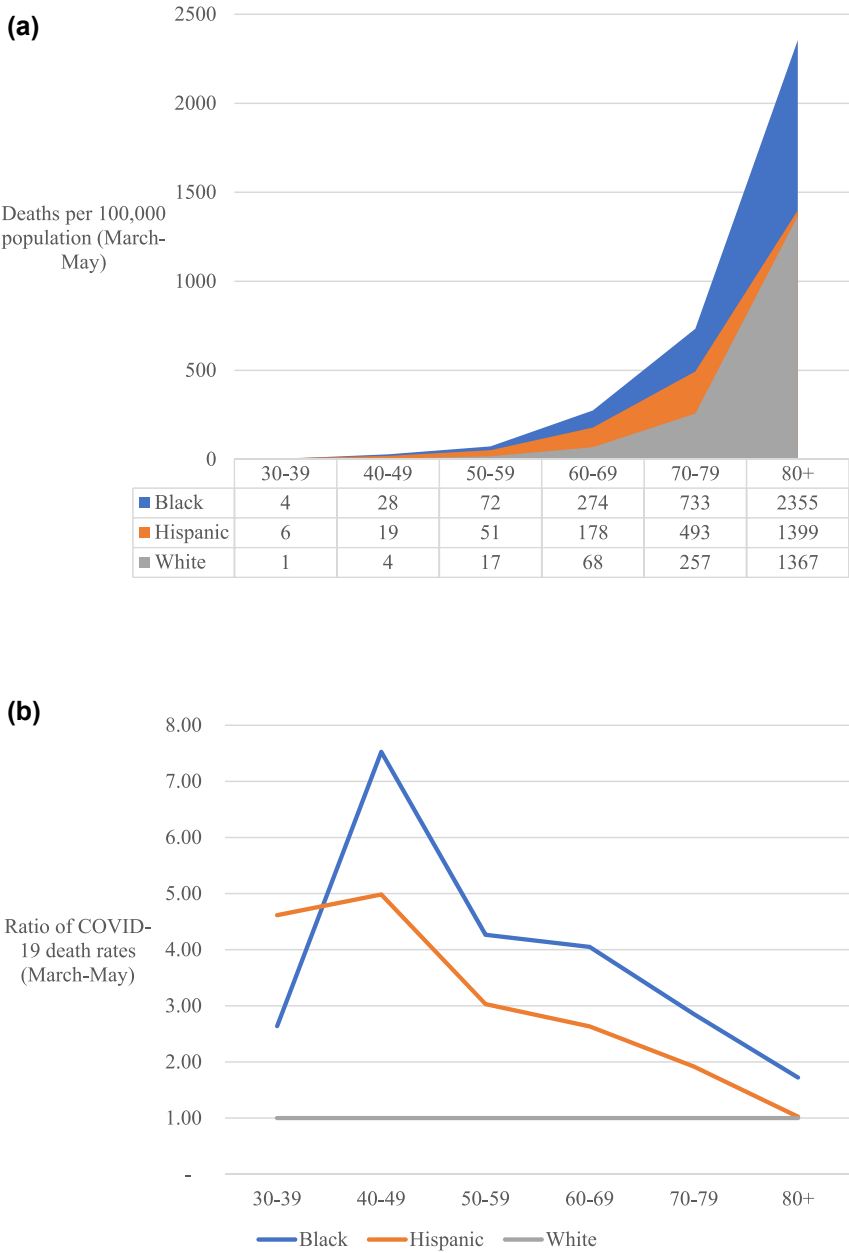 (a)
2500
2000
1500
1000
500
0
Deaths per 100,000
population (March-
May)
30-39 40-49 50-59 60-69 70-79 80+
Black 4 28 72 274 733 2355
Hispanic 6 19 51 178 493 1399
White 1 4 17 68 257 1367
(b)
8.00
7.00
6.00
5.00
4.00
3.00
2.00
1.00
-
Ratio of COVID-
19 death rates
(March-May)
30-39 40-49 50-59 60-69 70-79 80+
Black Hispanic White